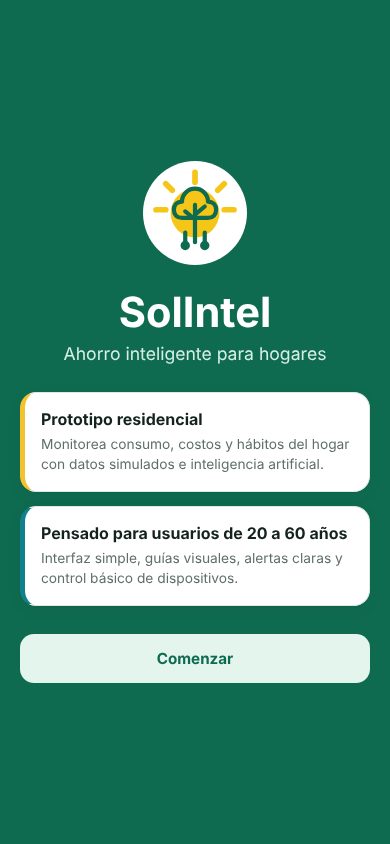 SolIntel
Ahorro inteligente para hogares
Prototipo residencial
Monitorea consumo, costos y hábitos del hogar
con datos simulados e inteligencia artificial.
Pensado para usuarios de 20 a 60 años
Interfaz simple, guías visuales, alertas claras y
control básico de dispositivos.
Comenzar